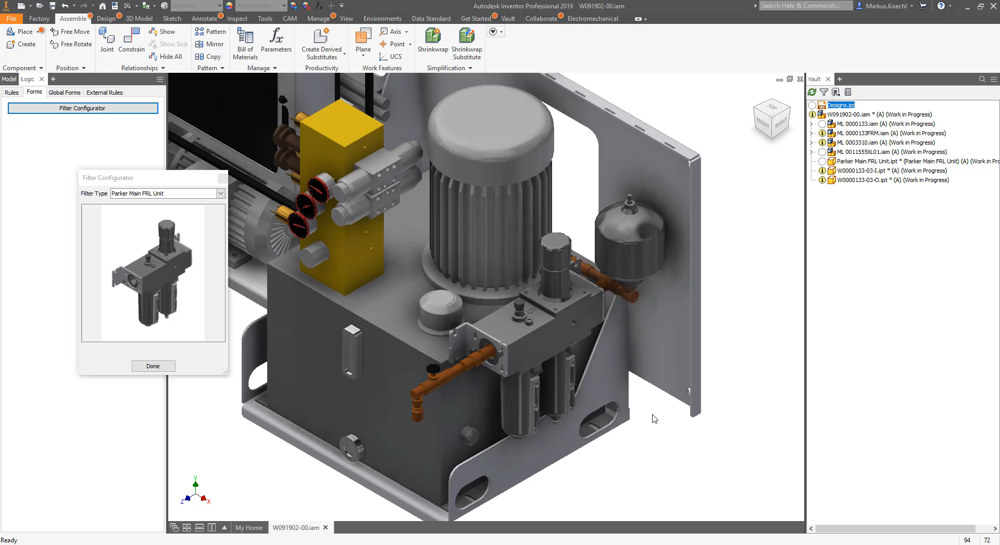 PRO
Material
Appearance
Autodesk Inventor Professional 2019 W091902-00.iam
Search Help & Commands...
Markus.Koechl
File Factory Assemble Design 3D Model Sketch Annotate Inspect Tools CAM Manage View Environments Data Standard Get Started Vault Collaborate Electromechanical
Place
Create
Component
Free Move
Free Rotate
Position
Joint
Constrain
Show
Show Sick
Hide All
Relationships
Pattern
Mirror
Copy
Pattern
Bill of
Materials
fx
Parameters
Manage
Create Derived
Substitutes
Productivity
Plane
Axis
Point
UCS
Work Features
Shrinkwrap
Shrinkwrap
Substitute
Simplification
Model iLogic
Rules Forms Global Forms External Rules
Filter Configurator
Filter Configurator
Filter Type Parker Main FRL Unit
Done
TOP
FRONT
RIGHT
Y
Z
X
My Home W091902-00.iam
Vault
Designs.ipj
W091902-00.iam * (A) (Work in Progress)
ML 0000133.iam (A) (Work in Progress)
ML 0000133FRM.iam (A) (Work in Progress)
ML 0003310.iam (A) (Work in Progress)
ML 0011555XL01.iam (A) (Work in Progress)
Parker Main FRL Unit.ipt * (Parker Main FRL Unit) (A) (Work in Pro
W0000133-03-I.ipt * (A) (Work in Progress)
W0000133-03-O.ipt * (A) (Work in Progress)
Ready
94 72